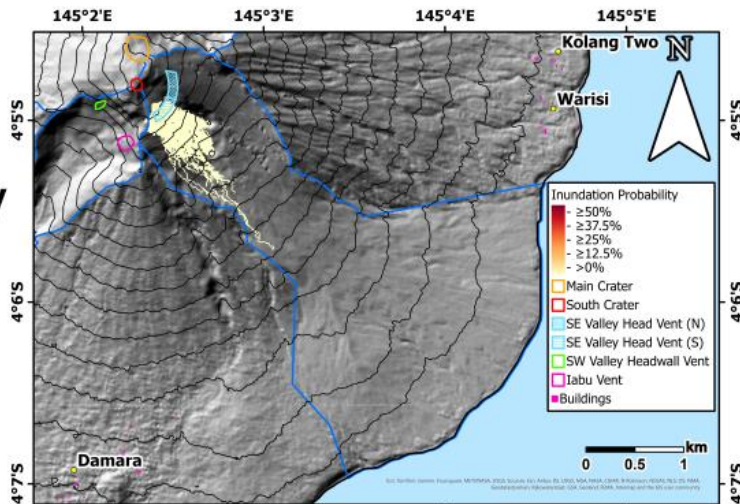 145°2'E 145°3'E 145°4'E 145°5'E
Kolang Two
N
Warisi
4°5'S 4°5'S
y
Inundation Probability
≥50%
≥37.5%
≥25%
≥12.5%
>0%
Main Crater
South Crater
SE Valley Head Vent (N)
SE Valley Head Vent (S)
SW Valley Headwall Vent
Iabu Vent
Buildings
4°6'S 4°6'S
0 0.5 1 km
Damara
4°7'S 4°7'S